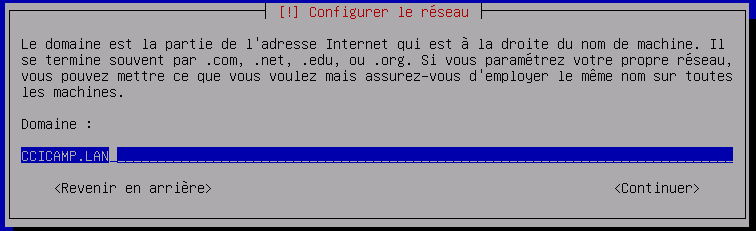 [!] Configurer le réseau
Le domaine est la partie de l'adresse Internet qui est à la droite du nom de machine. Il
se termine souvent par .com, .net, .edu, ou .org. Si vous paramétrez votre propre réseau,
vous pouvez mettre ce que vous voulez mais assurez-vous d'employer le même nom sur toutes
les machines.
Domaine :
CCICAMP.LAN
<Revenir en arrière> <Continuer>